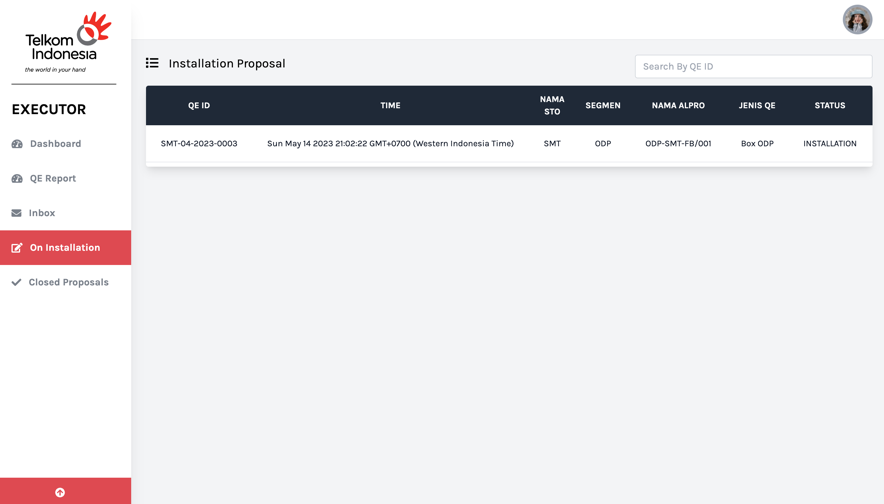 Telkom
Indonesia
the world in your hand
EXECUTOR
Dashboard
QE Report
Inbox
On Installation
Closed Proposals
Installation Proposal
Search By QE ID
QE ID TIME NAMA STO SEGMEN NAMA ALPRO JENIS QE STATUS
SMT-04-2023-0003 Sun May 14 2023 21:02:22 GMT+0700 (Western Indonesia Time) SMT ODP ODP-SMT-FB/001 Box ODP INSTALLATION